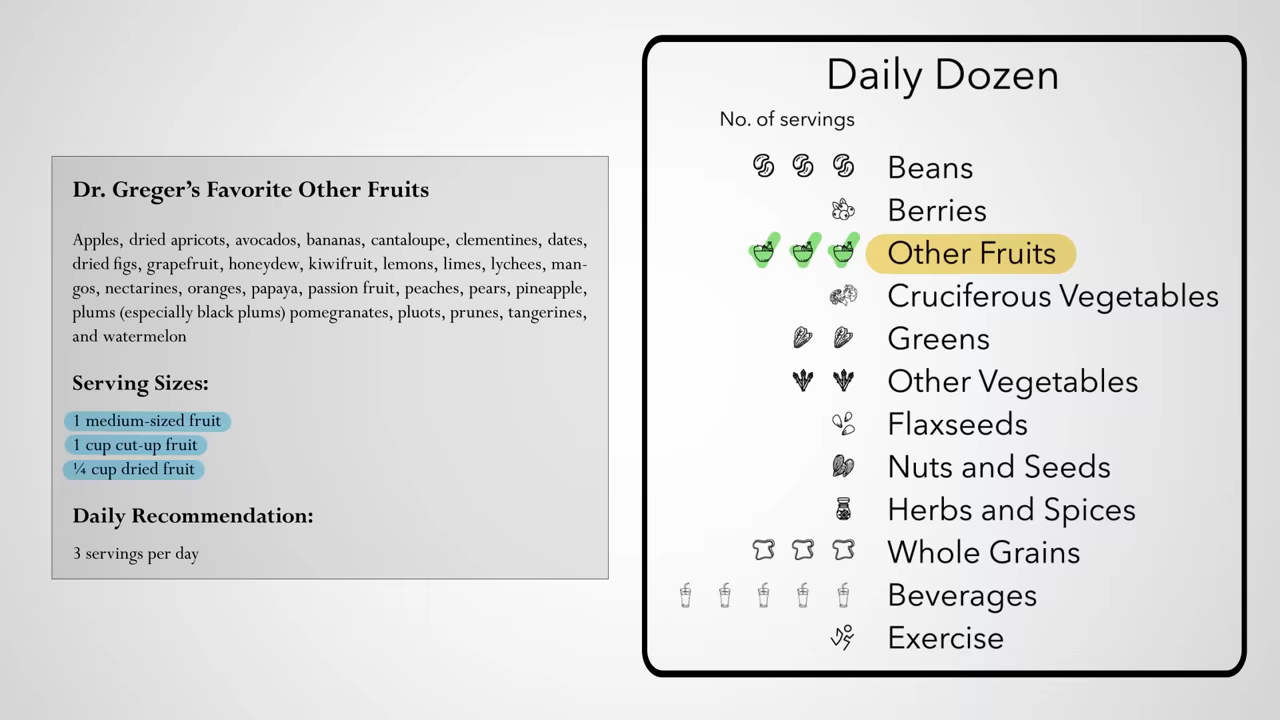 Dr. Greger’s Favorite Other Fruits
Apples, dried apricots, avocados, bananas, cantaloupe, clementines, dates,
dried figs, grapefruit, honeydew, kiwifruit, lemons, limes, lychees, man-
gos, nectarines, oranges, papaya, passion fruit, peaches, pears, pineapple,
plums (especially black plums) pomegranates, pluots, prunes, tangerines,
and watermelon
Serving Sizes:
1 medium-sized fruit
1 cup cut-up fruit
¼ cup dried fruit
Daily Recommendation:
3 servings per day
Daily Dozen
No. of servings
Beans
Berries
Other Fruits
Cruciferous Vegetables
Greens
Other Vegetables
Flaxseeds
Nuts and Seeds
Herbs and Spices
Whole Grains
Beverages
Exercise